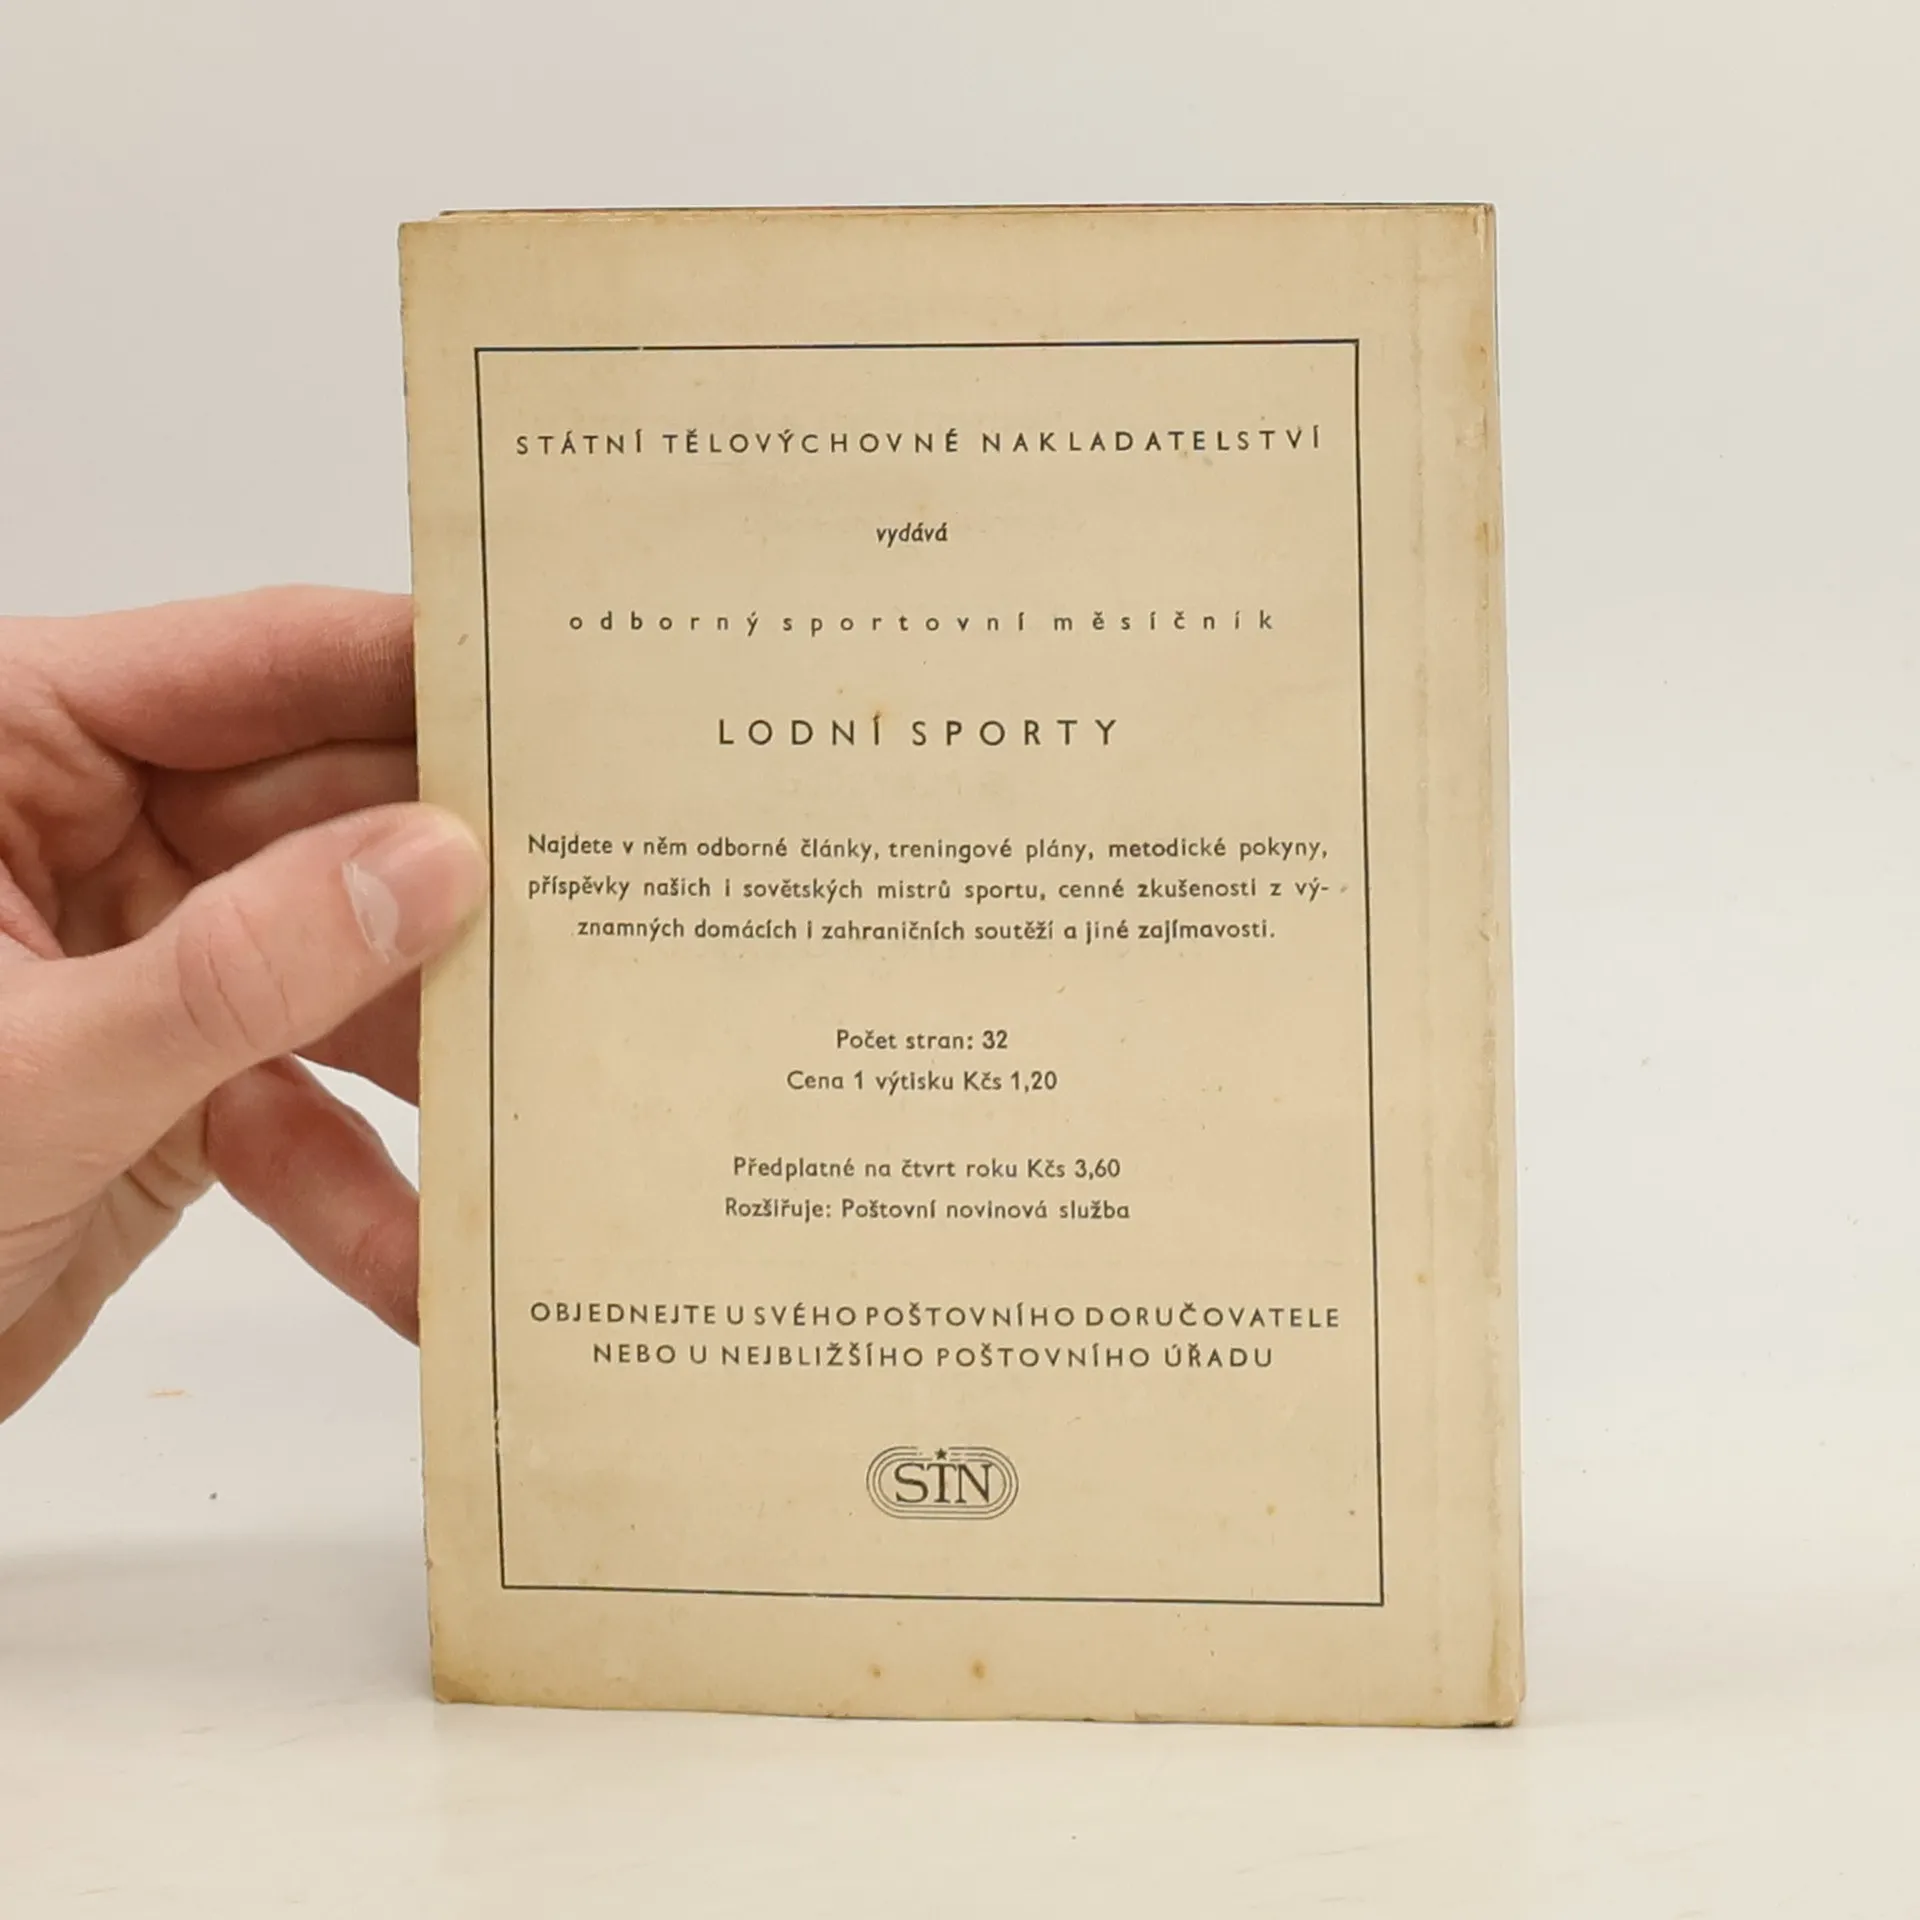 STÁTNÍ TĚLOVÝCHOVNÉ NAKLADATELSTVÍ
vydává
odborný sportovní měsíčník
LODNÍ SPORTY
Najdete v něm odborné články, treningové plány, metodické pokyny,
příspěvky našich i sovětských mistrů sportu, cenné zkušenosti z vý-
znamných domácích i zahraničních soutěží a jiné zajímavosti.
Počet stran: 32
Cena 1 výtisku Kčs 1,20
Předplatné na čtvrt roku Kčs 3,60
Rozšiřuje: Poštovní novinová služba
OBJEDNEJTE U SVÉHO POŠTOVNÍHO DORUČOVATELE
NEBO U NEJBLIŽŠÍHO POŠTOVNÍHO ÚŘADU
STN